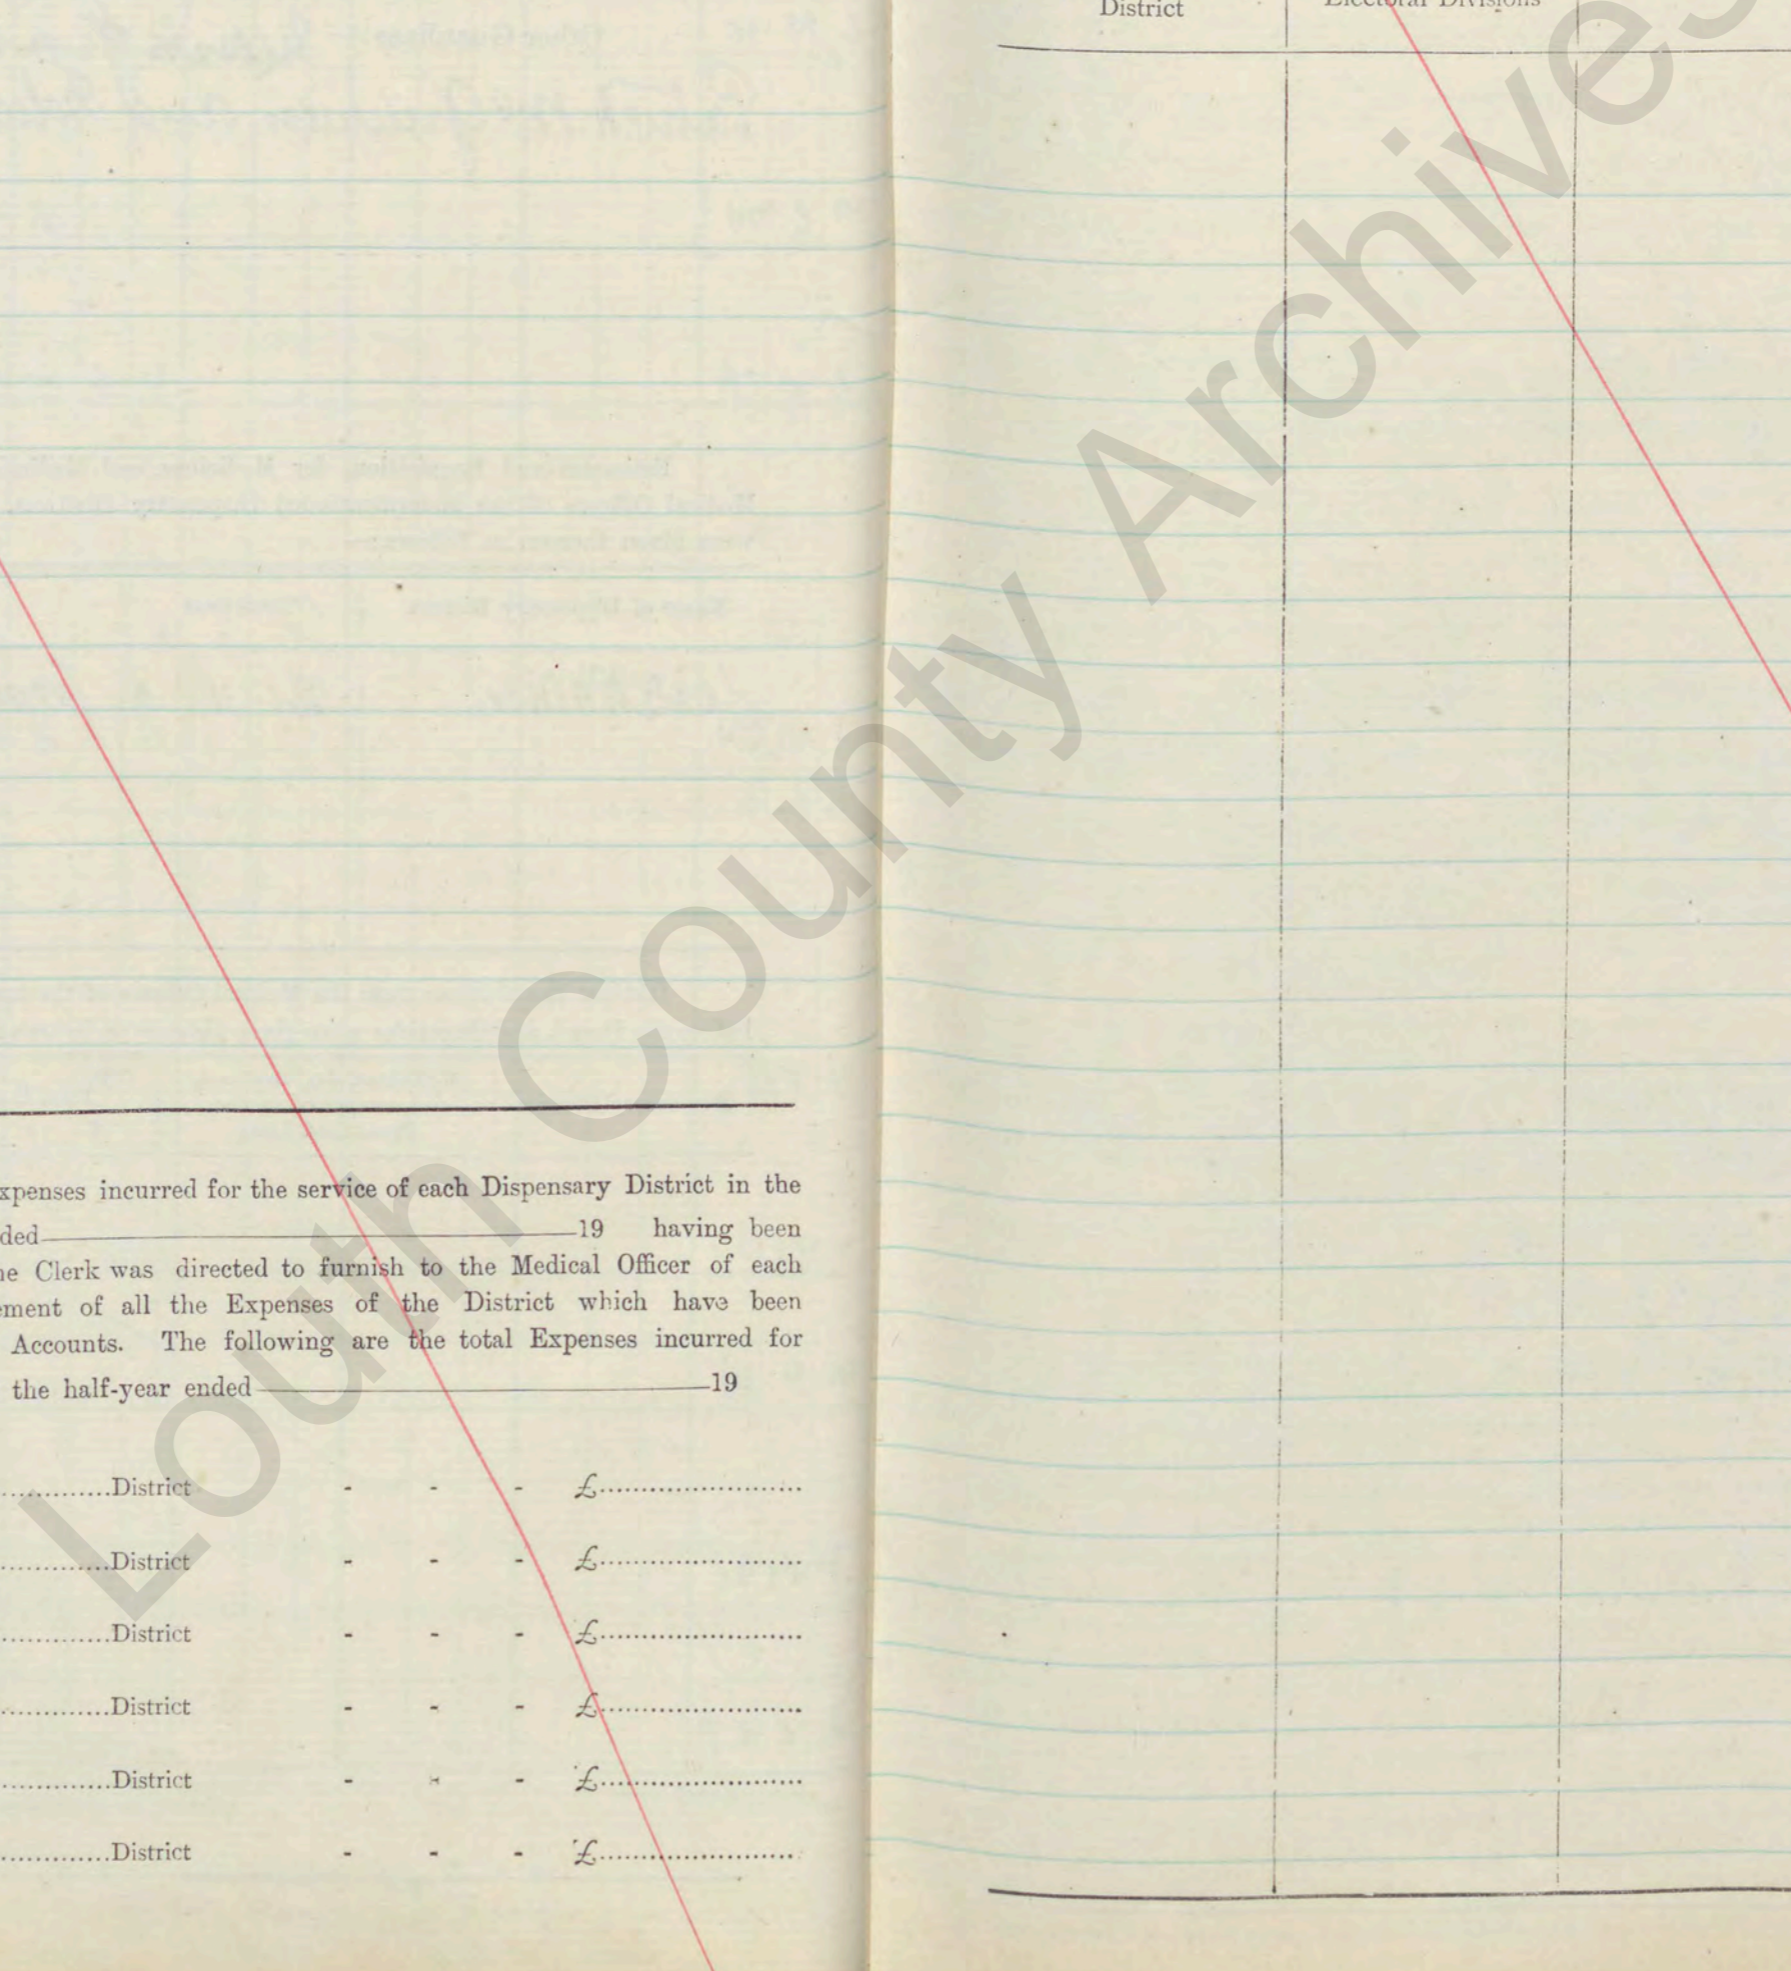 xpenses incurred for the service of each Dispensary District in the
ded 19 having been
ne Clerk was directed to furnish to the Medical Officer of each
ement of all the Expenses of the District which have been
Accounts. The following are the total Expenses incurred for
the half-year ended 19
..............District - - - £........................
..............District - - - £........................
..............District - - - £........................
..............District - - - £........................
..............District - - - £........................
..............District - - - £........................
District
Electoral Divisions
Louth County Archives